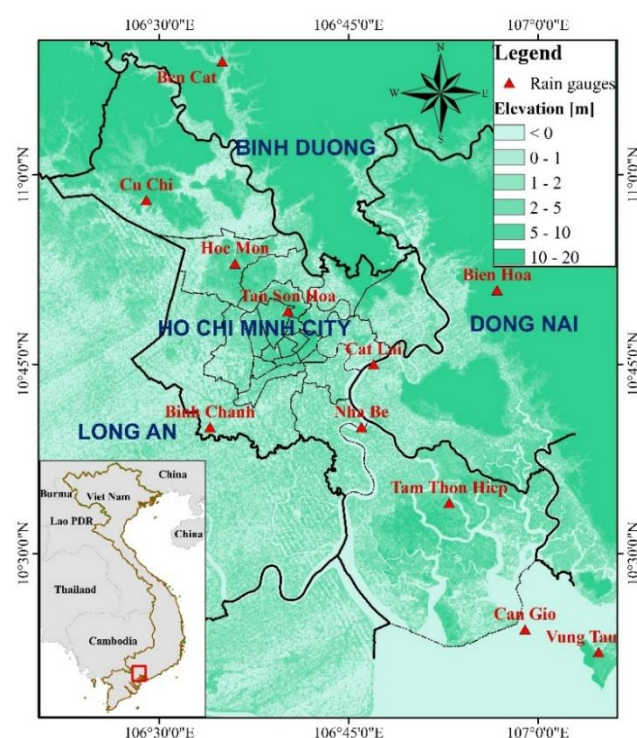 106°30'0"E 106°45'0"E 107°0'0"E
N
W E
S
Legend
Rain gauges
Elevation [m]
< 0
0 - 1
1 - 2
2 - 5
5 - 10
10 - 20
Ben Cat
BINH DUONG
11°0'0"N
11°0'0"N
Cu Chi
Hoc Mon
Bien Hoa
Tan Son Hoa
HO CHI MINH CITY
DONG NAI
Cat Lai
10°45'0"N
10°45'0"N
Binh Chanh
Nha Be
LONG AN
Tam Thon Hiep
10°30'0"N
10°30'0"N
Can Gio
Vung Tau
China
Burma
Viet Nam
Lao PDR
China
Thailand
Cambodia
106°30'0"E 106°45'0"E 107°0'0"E